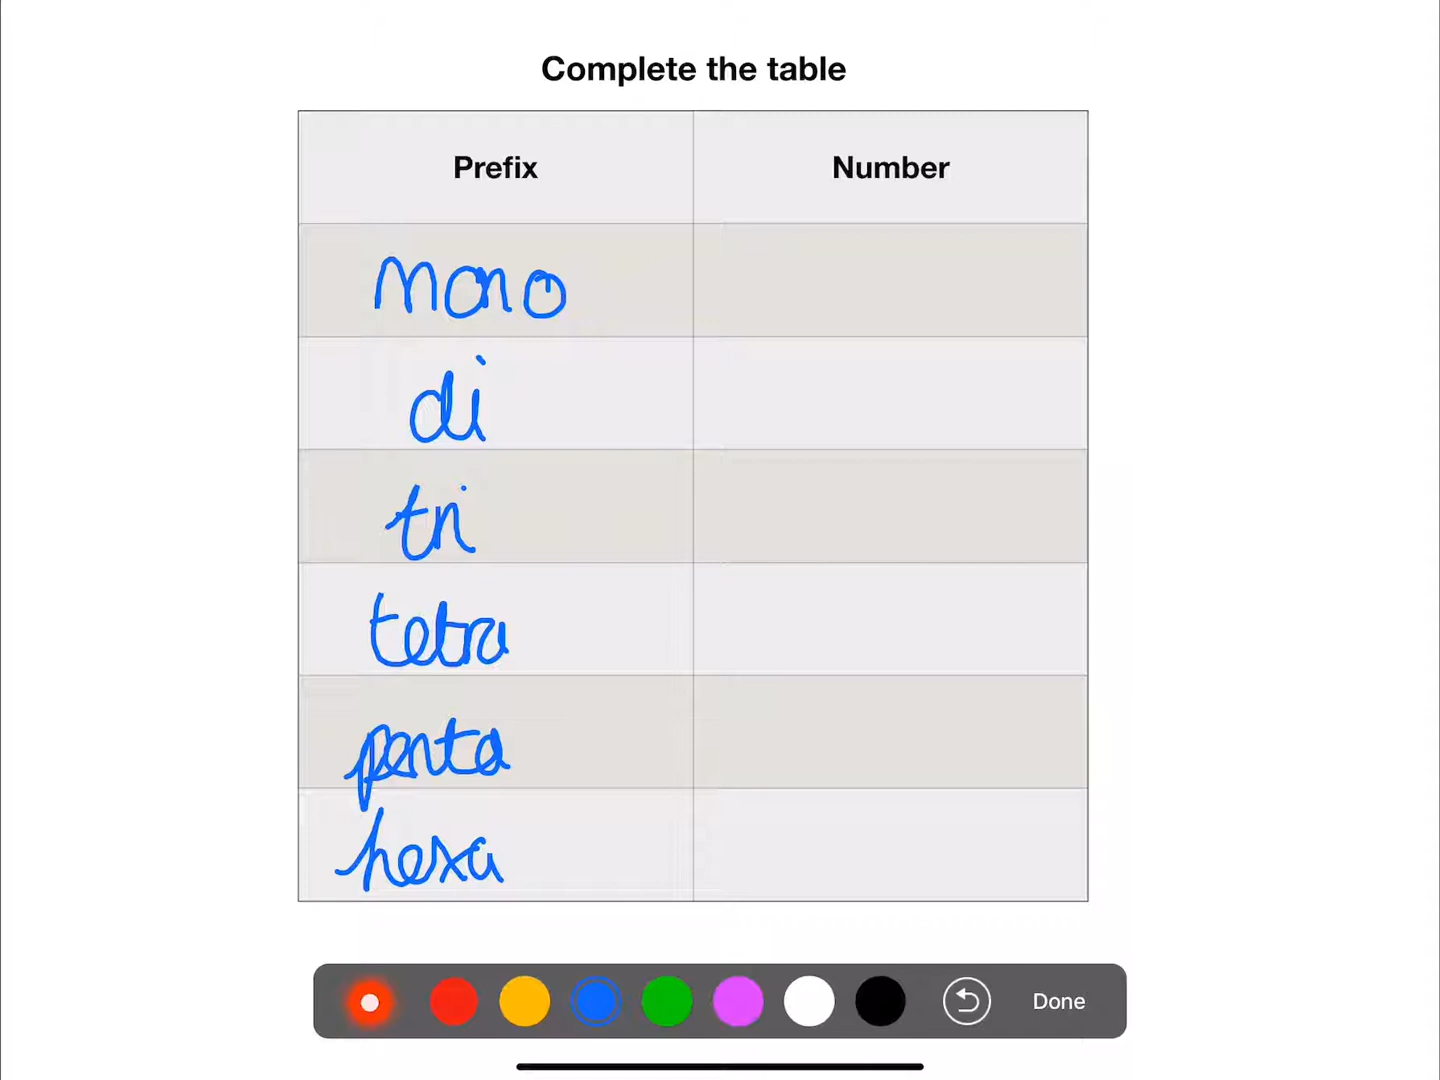 Complete the table
Prefix Number
mono
di
tri
tetra
penta
hexa
Done